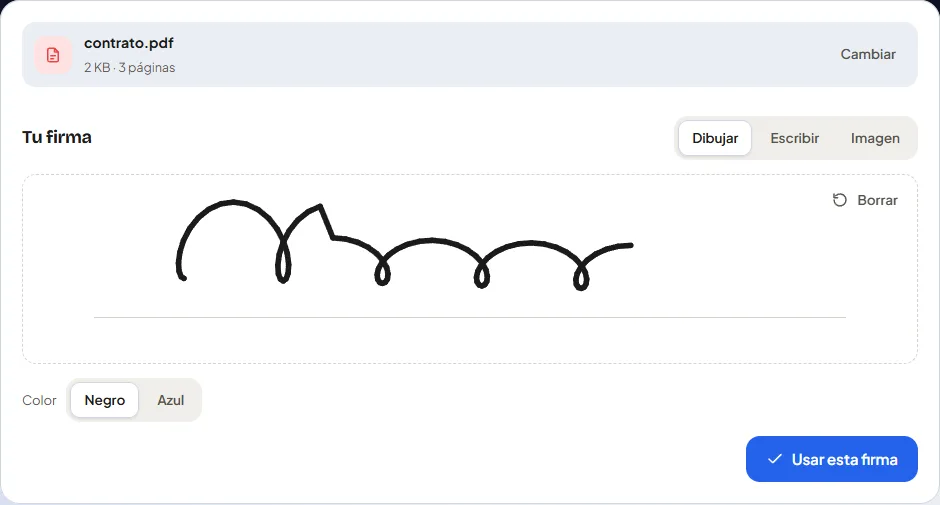 contrato.pdf
2 KB · 3 páginas
Cambiar
Tu firma
Dibujar
Escribir
Imagen
Borrar
Color
Negro
Azul
Usar esta firma